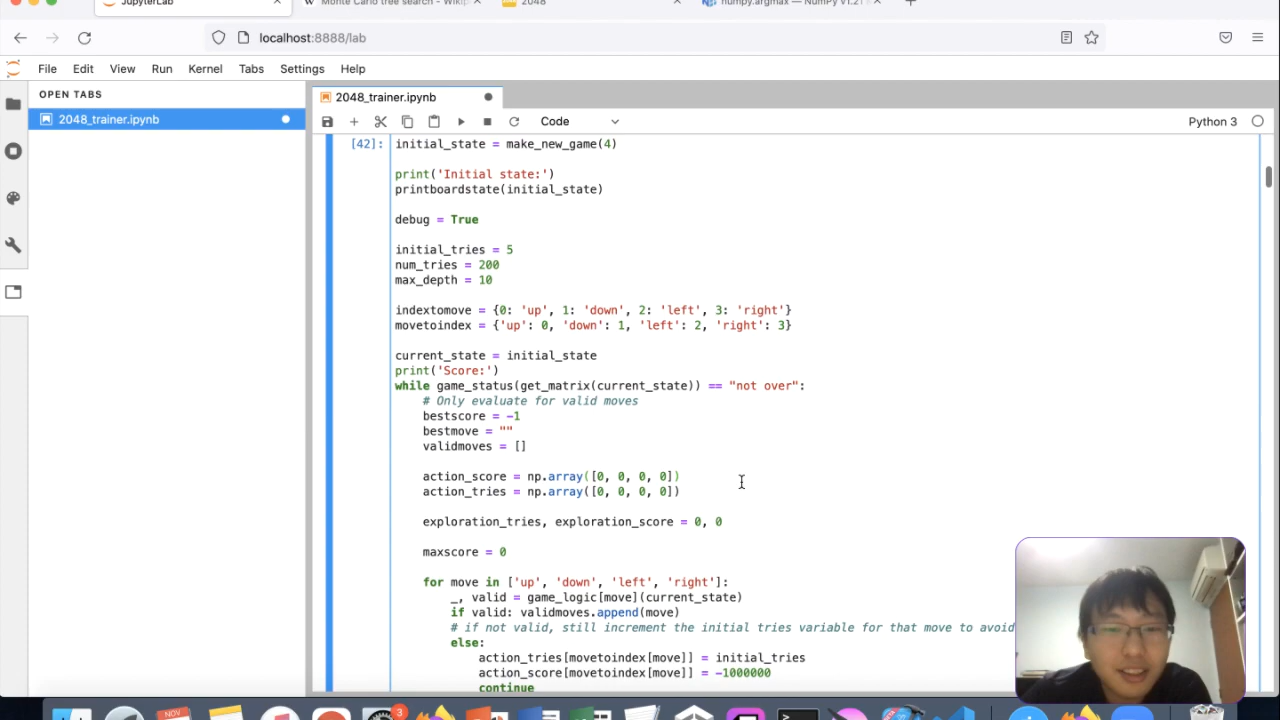 JupyterLab
Monte Carlo tree search - Wikip
2048
numpy.argmax — NumPy v1.21
localhost:8888/lab
File Edit View Run Kernel Tabs Settings Help
OPEN TABS
2048_trainer.ipynb
2048_trainer.ipynb
Code
Python 3
[42]: initial_state = make_new_game(4)
print('Initial state:')
printboardstate(initial_state)
debug = True
initial_tries = 5
num_tries = 200
max_depth = 10
indextomove = {0: 'up', 1: 'down', 2: 'left', 3: 'right'}
movetoindex = {'up': 0, 'down': 1, 'left': 2, 'right': 3}
current_state = initial_state
print('Score:')
while game_status(get_matrix(current_state)) == "not over":
# Only evaluate for valid moves
bestscore = -1
bestmove = ""
validmoves = []
action_score = np.array([0, 0, 0, 0])
action_tries = np.array([0, 0, 0, 0])
exploration_tries, exploration_score = 0, 0
maxscore = 0
for move in ['up', 'down', 'left', 'right']:
_, valid = game_logic[move](current_state)
if valid: validmoves.append(move)
# if not valid, still increment the initial tries variable for that move to avoid
else:
action_tries[movetoindex[move]] = initial_tries
action_score[movetoindex[move]] = -1000000
continue
NOV
3